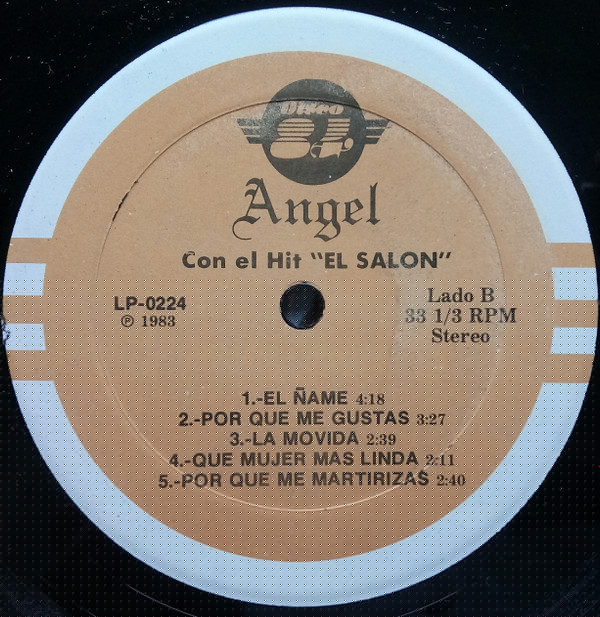 DISCO
Angel
Con el Hit "EL SALON"
LP-0224
℗ 1983
Lado B
33 1/3 RPM
Stereo
1.-EL ÑAME 4:18
2.-POR QUE ME GUSTAS 3:27
3.-LA MOVIDA 2:39
4.-QUE MUJER MAS LINDA 2:11
5.-POR QUE ME MARTIRIZAS 2:40